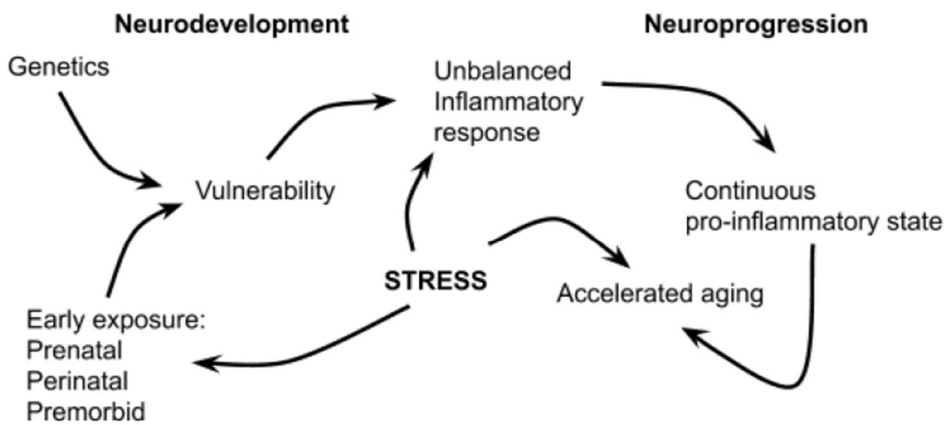 Neurodevelopment
Neuroprogression
Genetics
Unbalanced
Inflammatory
response
Vulnerability
Continuous
pro-inflammatory state
STRESS
Accelerated aging
Early exposure:
Prenatal
Perinatal
Premorbid